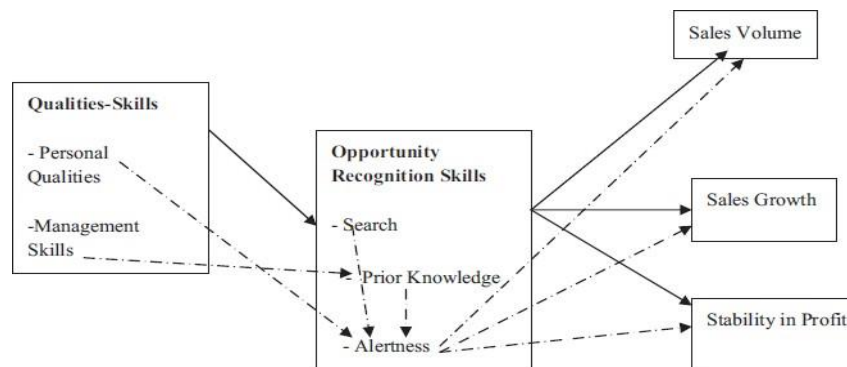 Sales Volume
Qualities-Skills
- Personal
Qualities
-Management
Skills
Opportunity
Recognition Skills
- Search
- Prior Knowledge
- Alertness
Sales Growth
Stability in Profit